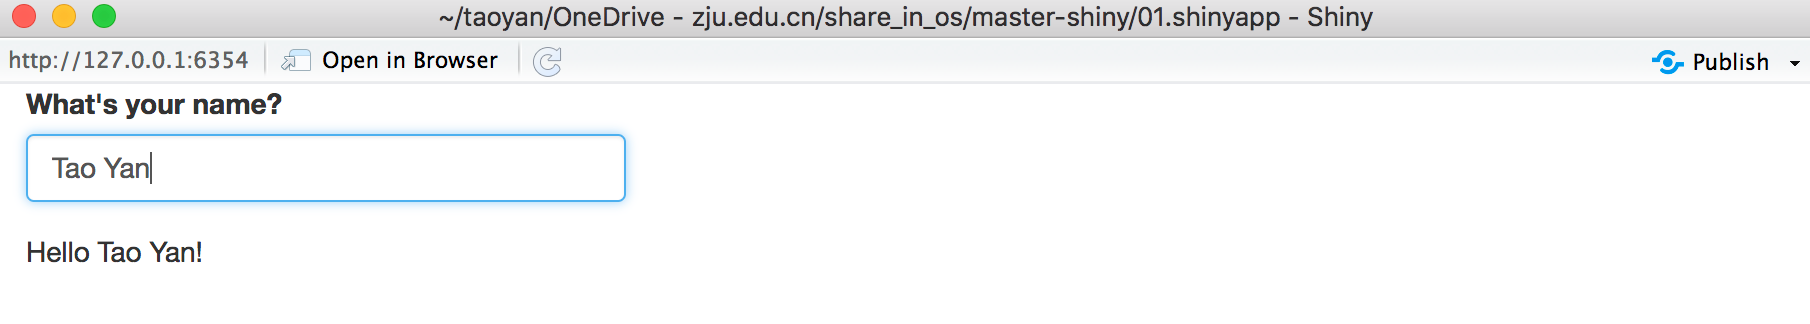 ~/taoyan/OneDrive - zju.edu.cn/share_in_os/master-shiny/01.shinyapp - Shiny
http://127.0.0.1:6354 Open in Browser Publish
What's your name?
Tao Yan
Hello Tao Yan!